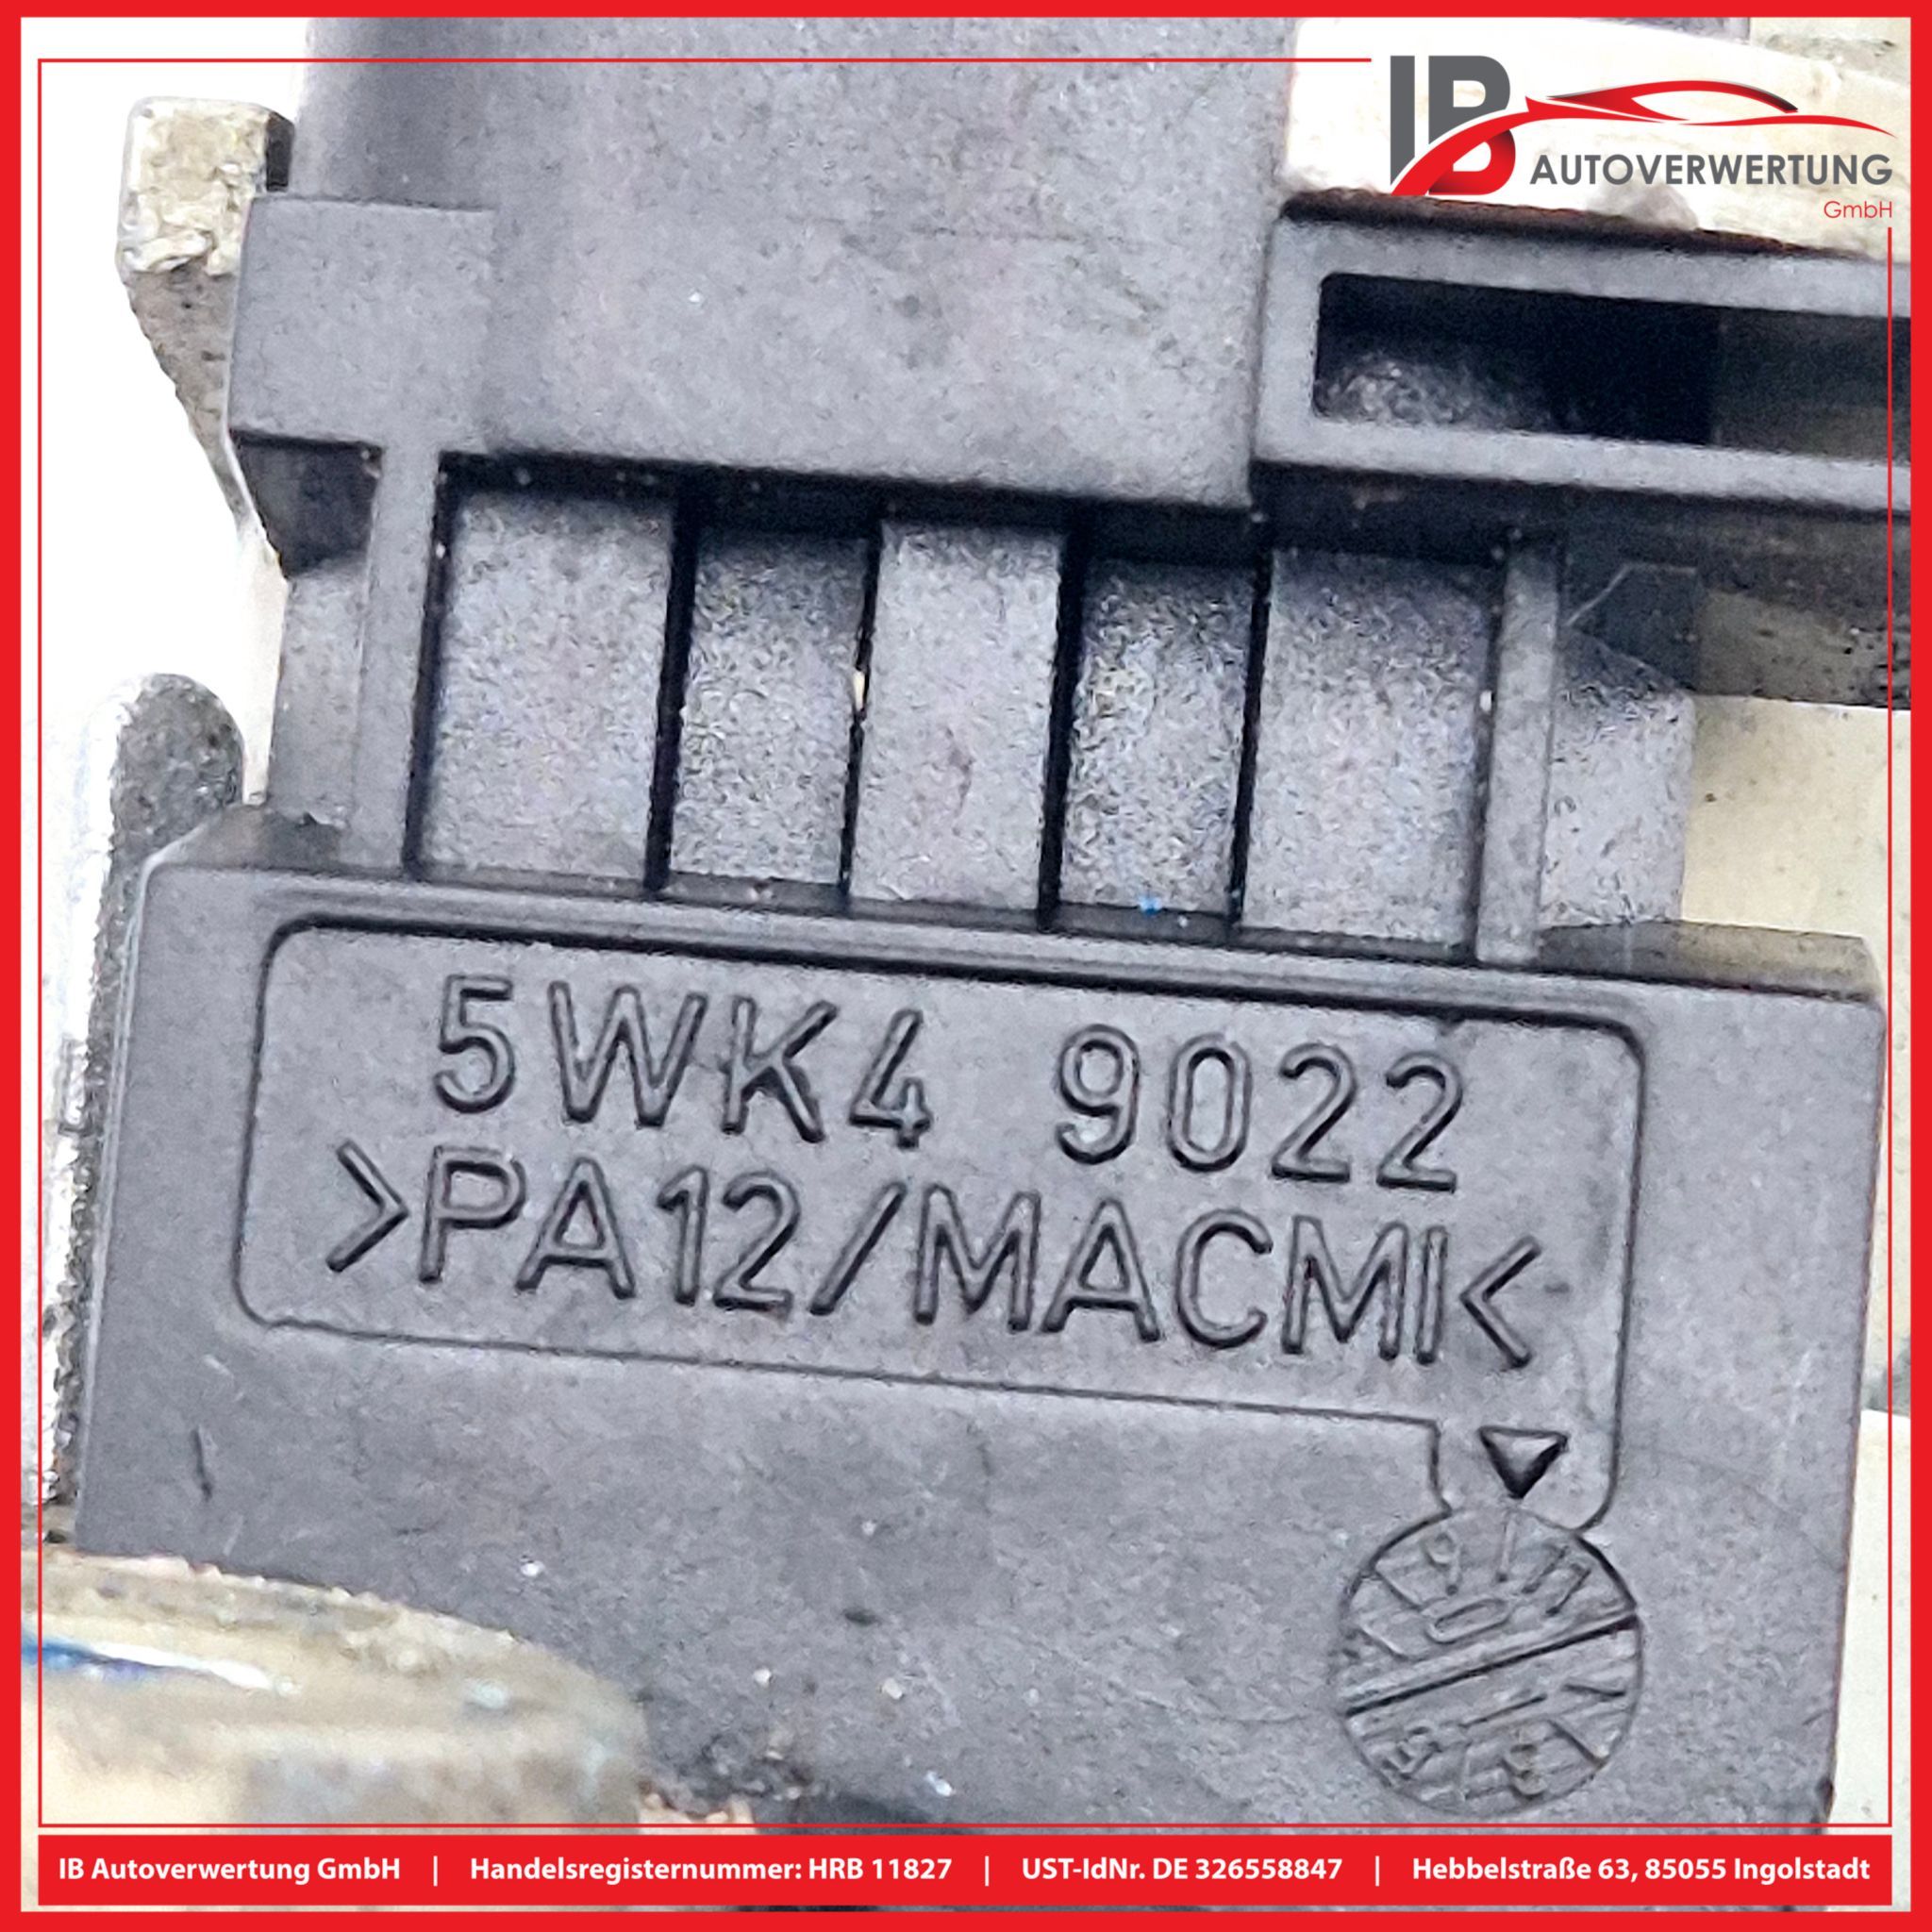 IB
AUTOVERWERTUNG
GmbH
5WK4 9022
>PA12/MACMI<
IB Autoverwertung GmbH | Handelsregisternummer: HRB 11827 | UST-IdNr. DE 326558847 | Hebbelstraße 63, 85055 Ingolstadt